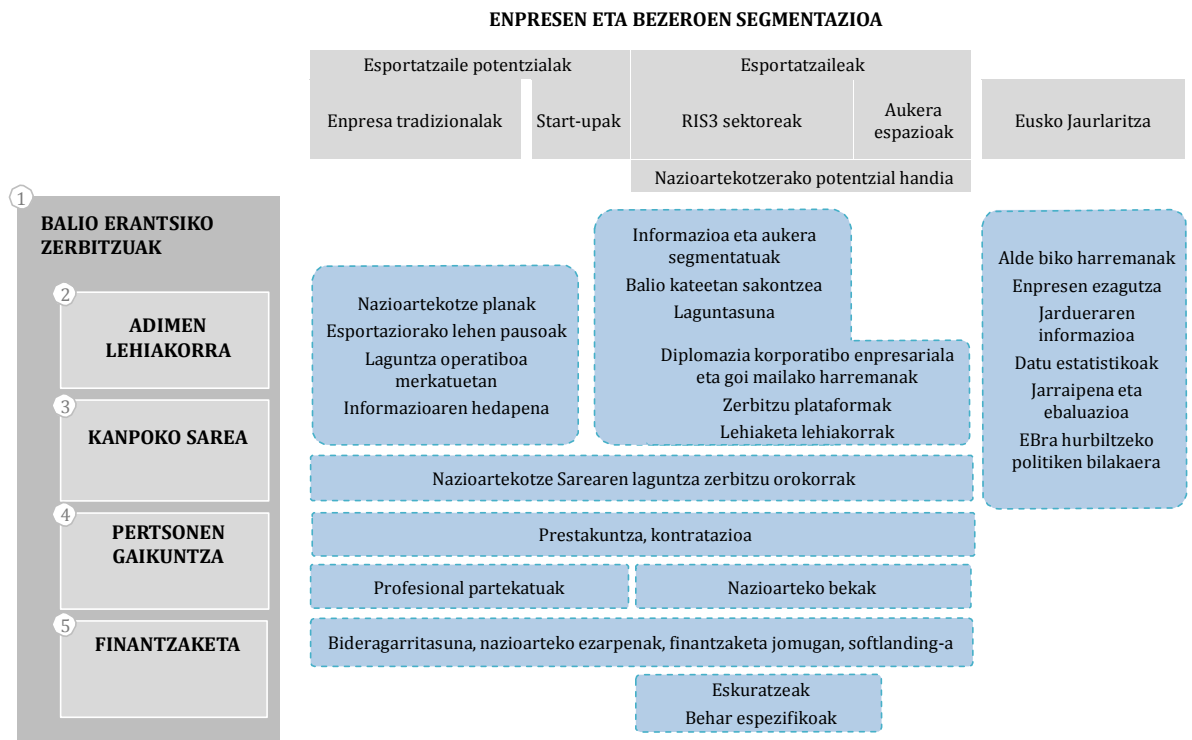 ENPRESEN ETA BEZEROEN SEGMENTAZIOA
Esportatzaile potentzialak
Esportatzaileak
Enpresa tradizionalak
Start-upak
RIS3 sektoreak
Aukera
espazioak
Eusko Jaurlaritza
Nazioartekotzerako potentzial handia
1
BALIO ERANTSIKO
ZERBITZUAK
2
ADIMEN
LEHIAKORRA
3
KANPOKO SAREA
4
PERTSONEN
GAIKUNTZA
5
FINANTZAKETA
Nazioartekotze planak
Esportaziorako lehen pausoak
Laguntza operatiboa
merkatuetan
Informazioaren hedapena
Informazioa eta aukera
segmentatuak
Balio kateetan sakontzea
Laguntasuna
Diplomazia korporatibo enpresariala
eta goi mailako harremanak
Zerbitzu plataformak
Lehiaketa lehiakorrak
Alde biko harremanak
Enpresen ezagutza
Jardueraren
informazioa
Datu estatistikoak
Jarraipena eta
ebaluazioa
EBra hurbiltzeko
politiken bilakaera
Nazioartekotze Sarearen laguntza zerbitzu orokorrak
Prestakuntza, kontratazioa
Profesional partekatuak
Nazioarteko bekak
Bideragarritasuna, nazioarteko ezarpenak, finantzaketa jomugan, softlanding-a
Eskuratzeak
Behar espezifikoak